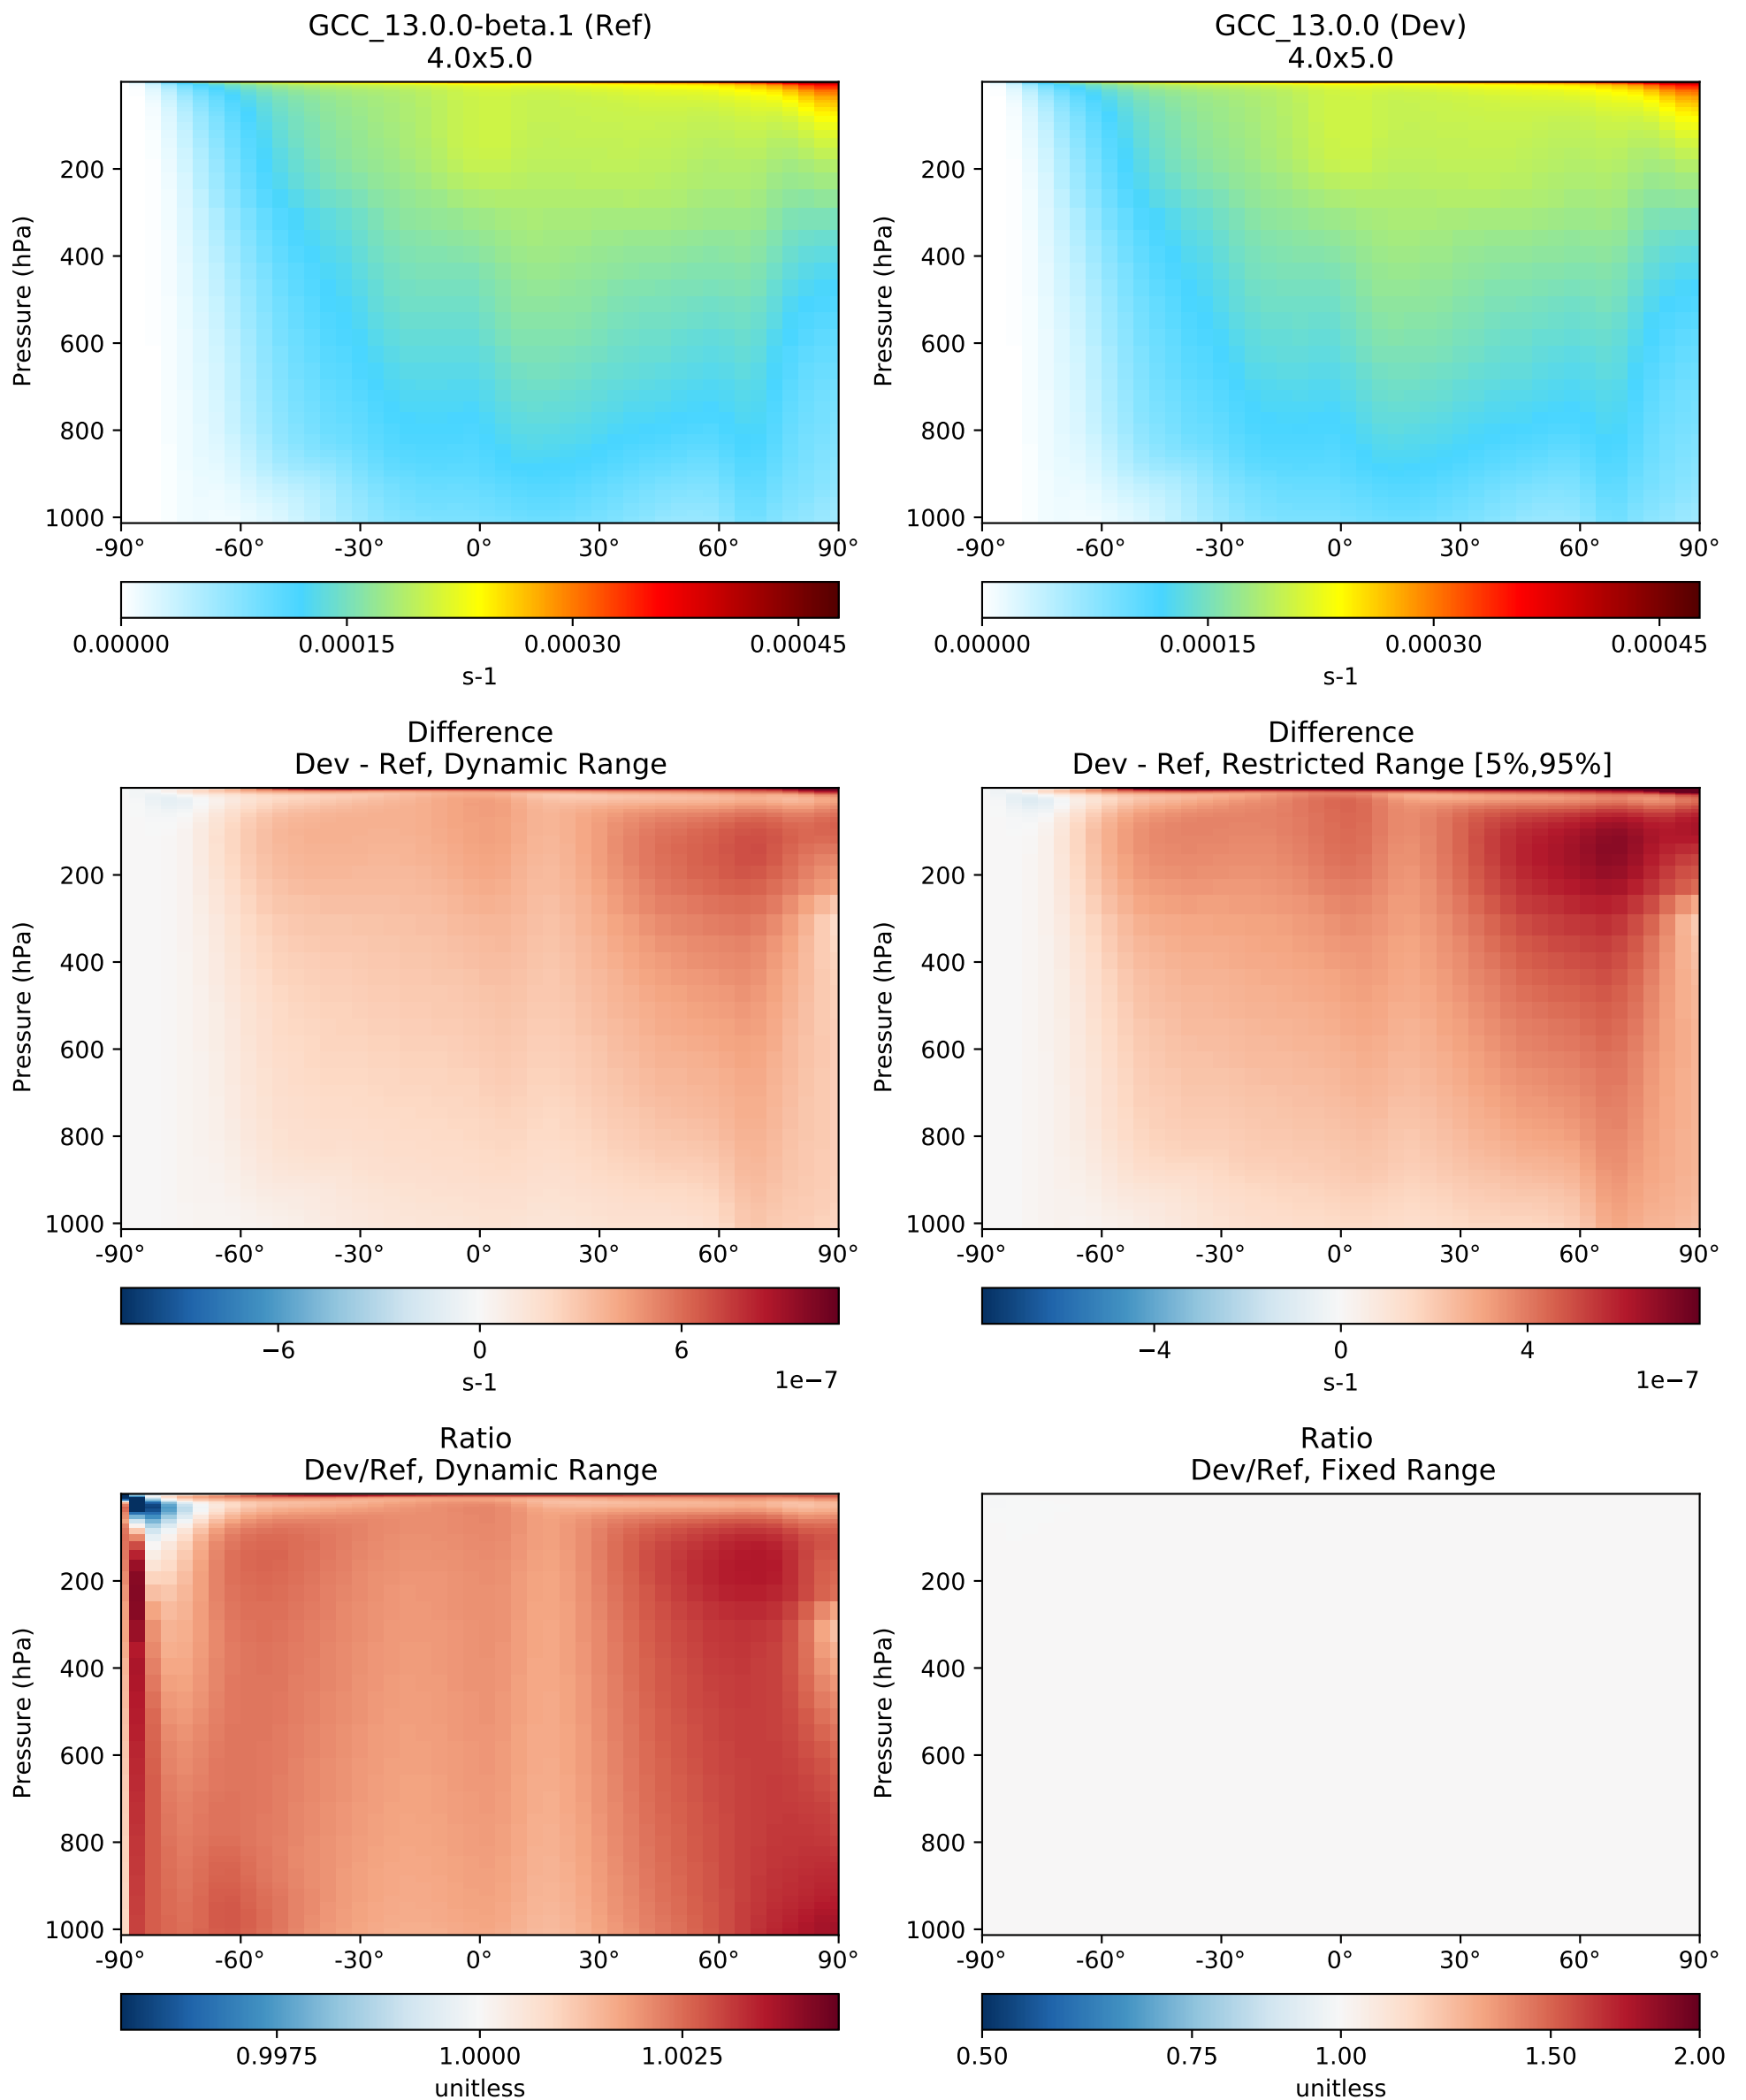 GCC_13.0.0-beta.1 (Ref)
4.0x5.0
Pressure (hPa)
200
400
600
800
1000
-90° -60° -30° 0° 30° 60° 90°
0.00000 0.00015 0.00030 0.00045
s-1
GCC_13.0.0 (Dev)
4.0x5.0
Pressure (hPa)
200
400
600
800
1000
-90° -60° -30° 0° 30° 60° 90°
0.00000 0.00015 0.00030 0.00045
s-1
Difference
Dev - Ref, Dynamic Range
Pressure (hPa)
200
400
600
800
1000
-90° -60° -30° 0° 30° 60° 90°
−6 0 6
s-1 1e−7
Difference
Dev - Ref, Restricted Range [5%,95%]
Pressure (hPa)
200
400
600
800
1000
-90° -60° -30° 0° 30° 60° 90°
−4 0 4
s-1 1e−7
Ratio
Dev/Ref, Dynamic Range
Pressure (hPa)
200
400
600
800
1000
-90° -60° -30° 0° 30° 60° 90°
0.9975 1.0000 1.0025
unitless
Ratio
Dev/Ref, Fixed Range
Pressure (hPa)
200
400
600
800
1000
-90° -60° -30° 0° 30° 60° 90°
0.50 0.75 1.00 1.50 2.00
unitless